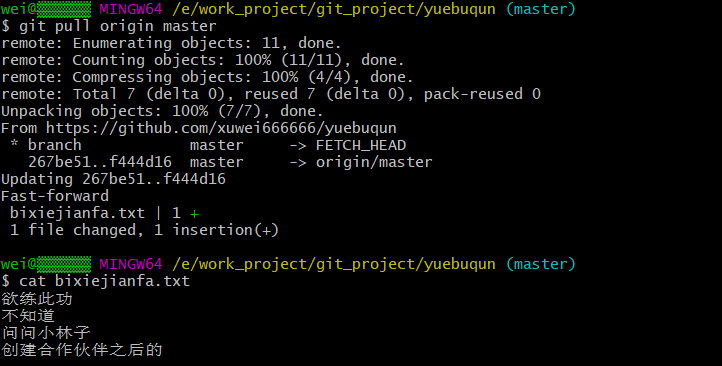 wei@ MINGW64 /e/work_project/git_project/yuebuqun (master)
$ git pull origin master
remote: Enumerating objects: 11, done.
remote: Counting objects: 100% (11/11), done.
remote: Compressing objects: 100% (4/4), done.
remote: Total 7 (delta 0), reused 7 (delta 0), pack-reused 0
Unpacking objects: 100% (7/7), done.
From https://github.com/xuwei666666/yuebuqun
 * branch            master     -> FETCH_HEAD
   267be51..f444d16  master     -> origin/master
Updating 267be51..f444d16
Fast-forward
 bixiejianfa.txt | 1 +
 1 file changed, 1 insertion(+)
wei@ MINGW64 /e/work_project/git_project/yuebuqun (master)
$ cat bixiejianfa.txt
欲练此功
不知道
问问小林子
创建合作伙伴之后的